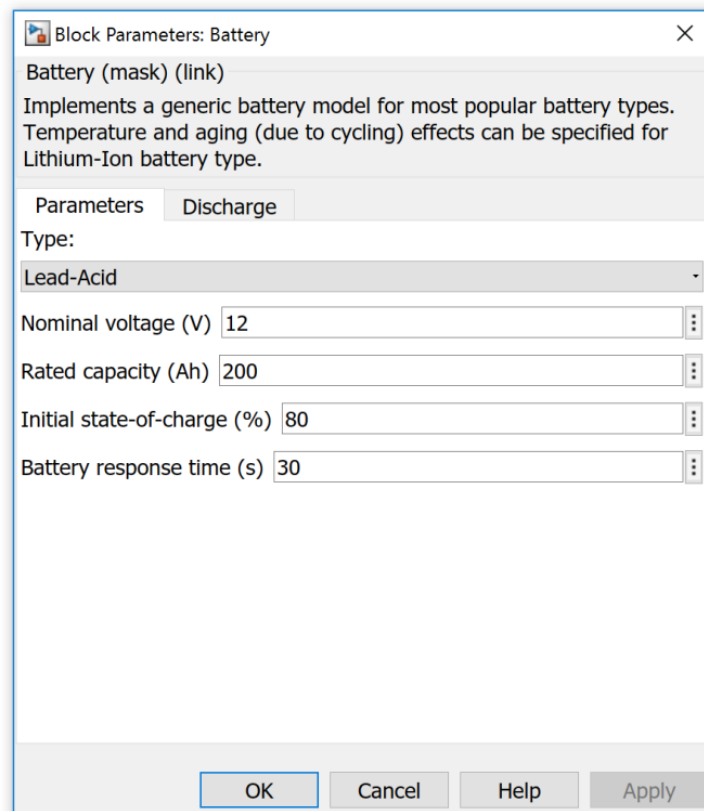 Block Parameters: Battery
Battery (mask) (link)
Implements a generic battery model for most popular battery types.
Temperature and aging (due to cycling) effects can be specified for
Lithium-Ion battery type.
Parameters Discharge
Type:
Lead-Acid
Nominal voltage (V) 12
Rated capacity (Ah) 200
Initial state-of-charge (%) 80
Battery response time (s) 30
OK Cancel Help Apply